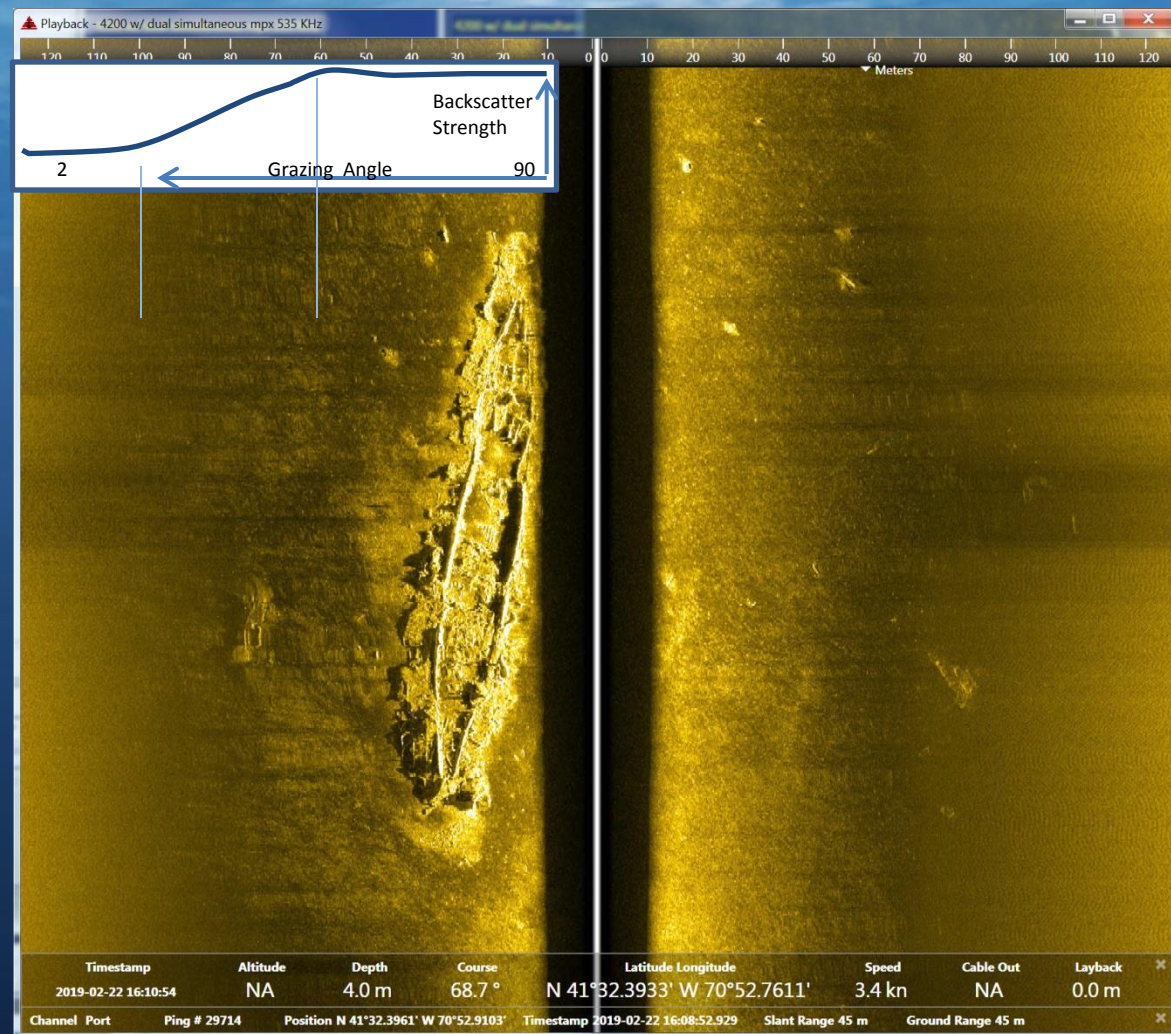 Playback - 4200 w/ dual simultaneous mpx 535 KHz
120 110 100 90 80 70 60 50 40 30 20 10 0 0 10 20 30 40 50 60 70 80 90 100 110 120
Meters
Backscatter
Strength
2 Grazing Angle 90
Timestamp Altitude Depth Course Latitude Longitude Speed Cable Out Layback
2019-02-22 16:10:54 NA 4.0 m 68.7 ° N 41°32.3933' W 70°52.7611' 3.4 kn NA 0.0 m
Channel Port Ping # 29714 Position N 41°32.3961' W 70°52.9103' Timestamp 2019-02-22 16:08:52.929 Slant Range 45 m Ground Range 45 m